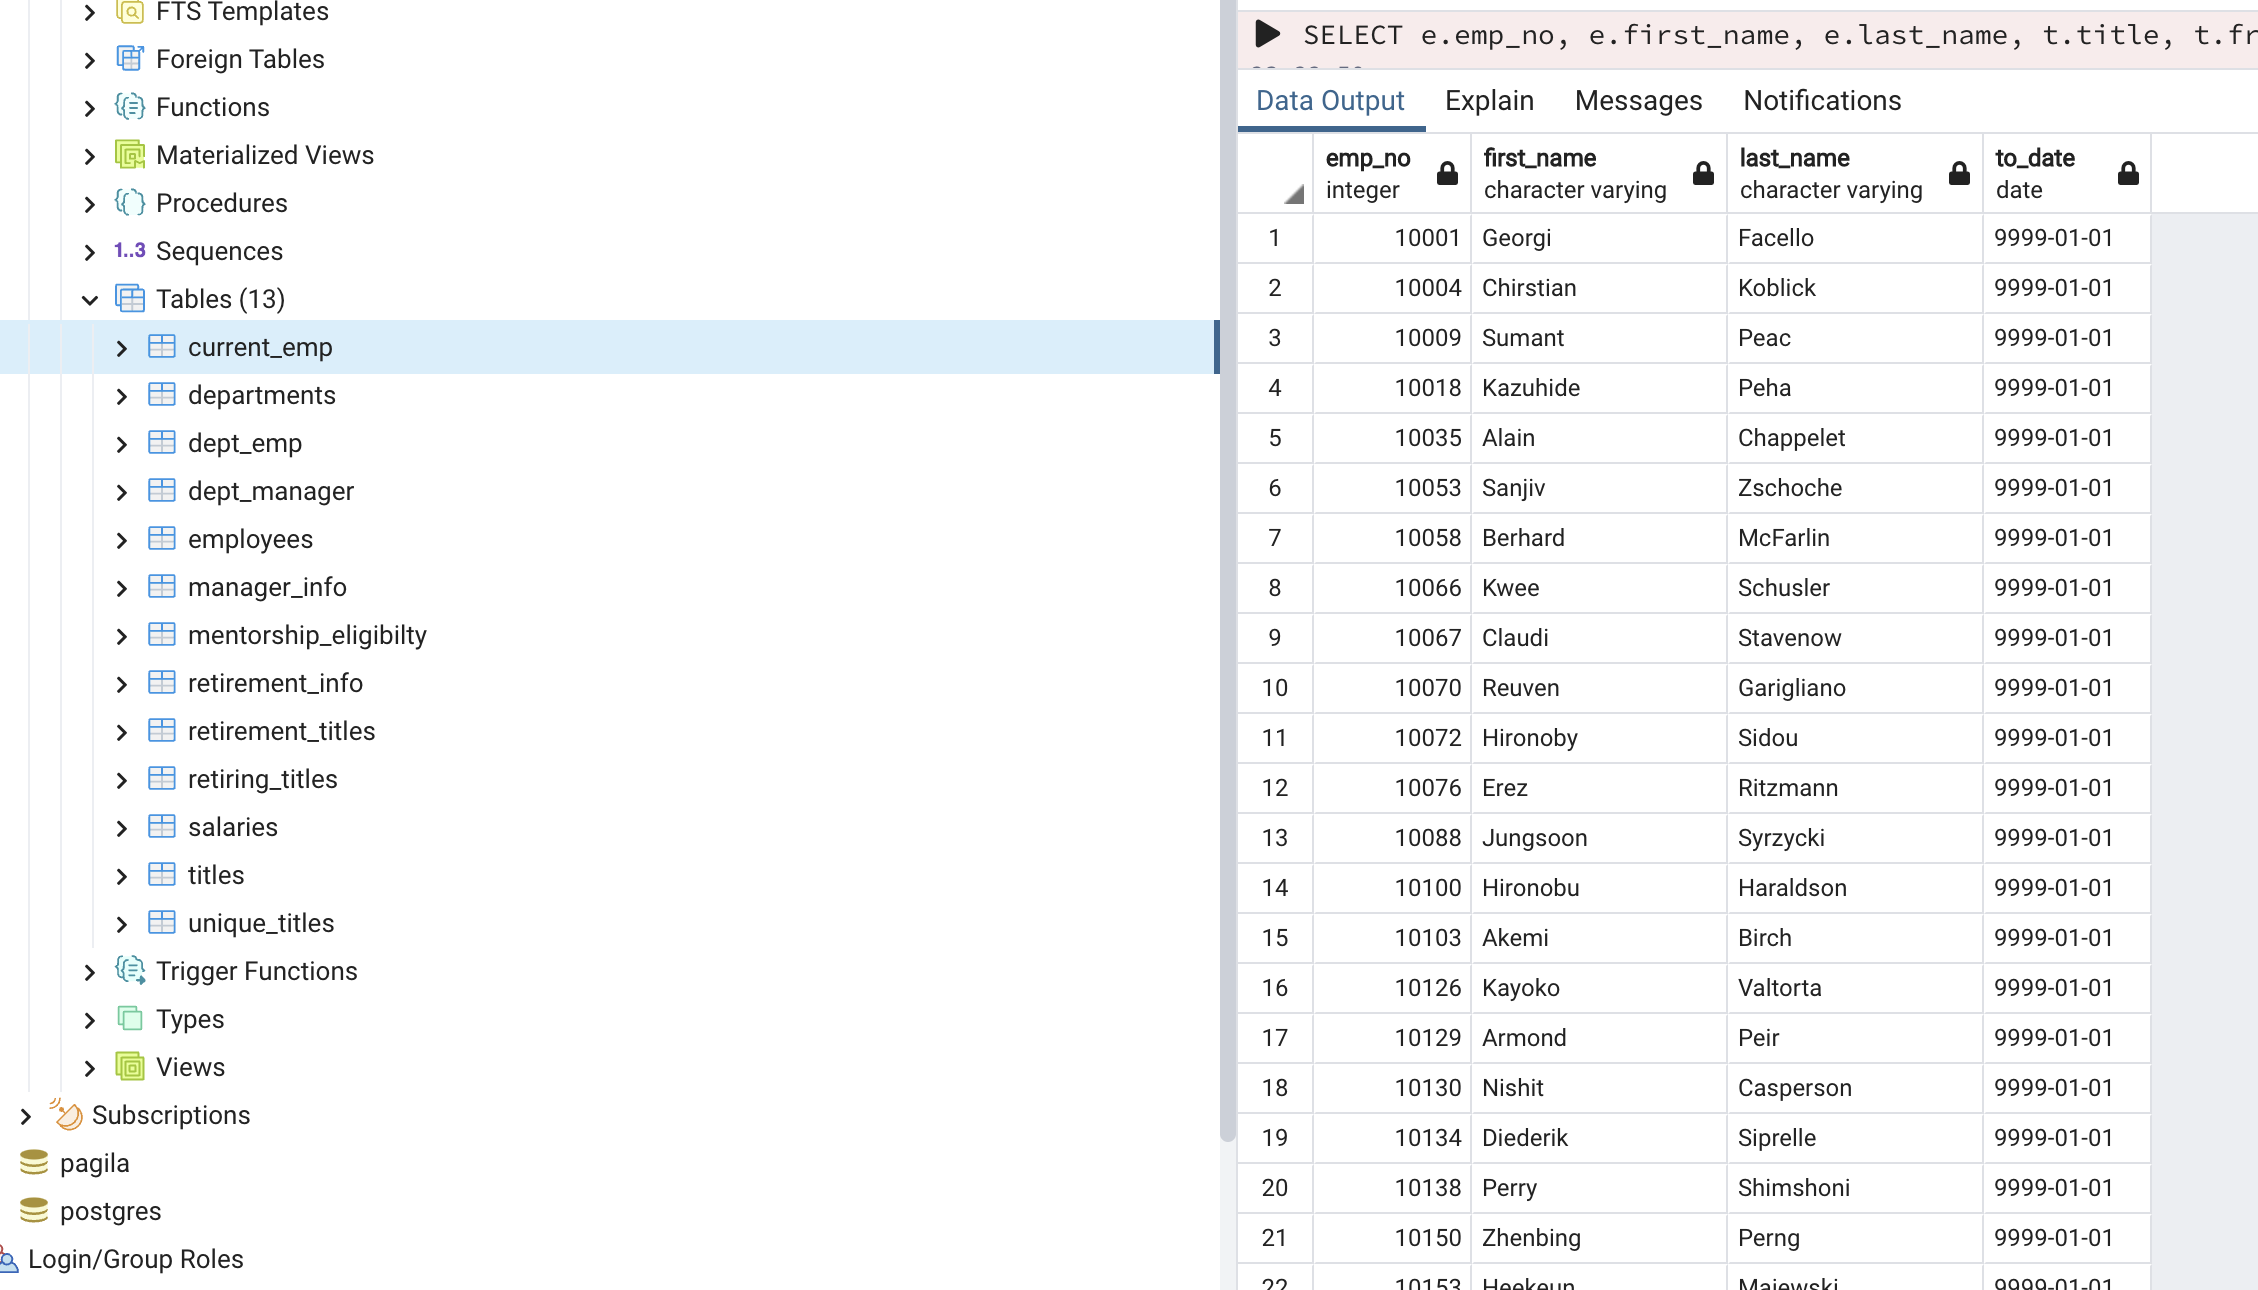 FTS Templates
Foreign Tables
Functions
Materialized Views
Procedures
1..3 Sequences
Tables (13)
current_emp
departments
dept_emp
dept_manager
employees
manager_info
mentorship_eligibilty
retirement_info
retirement_titles
retiring_titles
salaries
titles
unique_titles
Trigger Functions
Types
Views
Subscriptions
pagila
postgres
Login/Group Roles
SELECT e.emp_no, e.first_name, e.last_name, t.title, t.fr
Data Output Explain Messages Notifications
emp_no first_name last_name to_date
integer character varying character varying date
1 10001 Georgi Facello 9999-01-01
2 10004 Chirstian Koblick 9999-01-01
3 10009 Sumant Peac 9999-01-01
4 10018 Kazuhide Peha 9999-01-01
5 10035 Alain Chappelet 9999-01-01
6 10053 Sanjiv Zschoche 9999-01-01
7 10058 Berhard McFarlin 9999-01-01
8 10066 Kwee Schusler 9999-01-01
9 10067 Claudi Stavenow 9999-01-01
10 10070 Reuven Garigliano 9999-01-01
11 10072 Hironoby Sidou 9999-01-01
12 10076 Erez Ritzmann 9999-01-01
13 10088 Jungsoon Syrzycki 9999-01-01
14 10100 Hironobu Haraldson 9999-01-01
15 10103 Akemi Birch 9999-01-01
16 10126 Kayoko Valtorta 9999-01-01
17 10129 Armond Peir 9999-01-01
18 10130 Nishit Casperson 9999-01-01
19 10134 Diederik Siprelle 9999-01-01
20 10138 Perry Shimshoni 9999-01-01
21 10150 Zhenbing Perng 9999-01-01
22 10153 Heekeun Majewski 9999-01-01